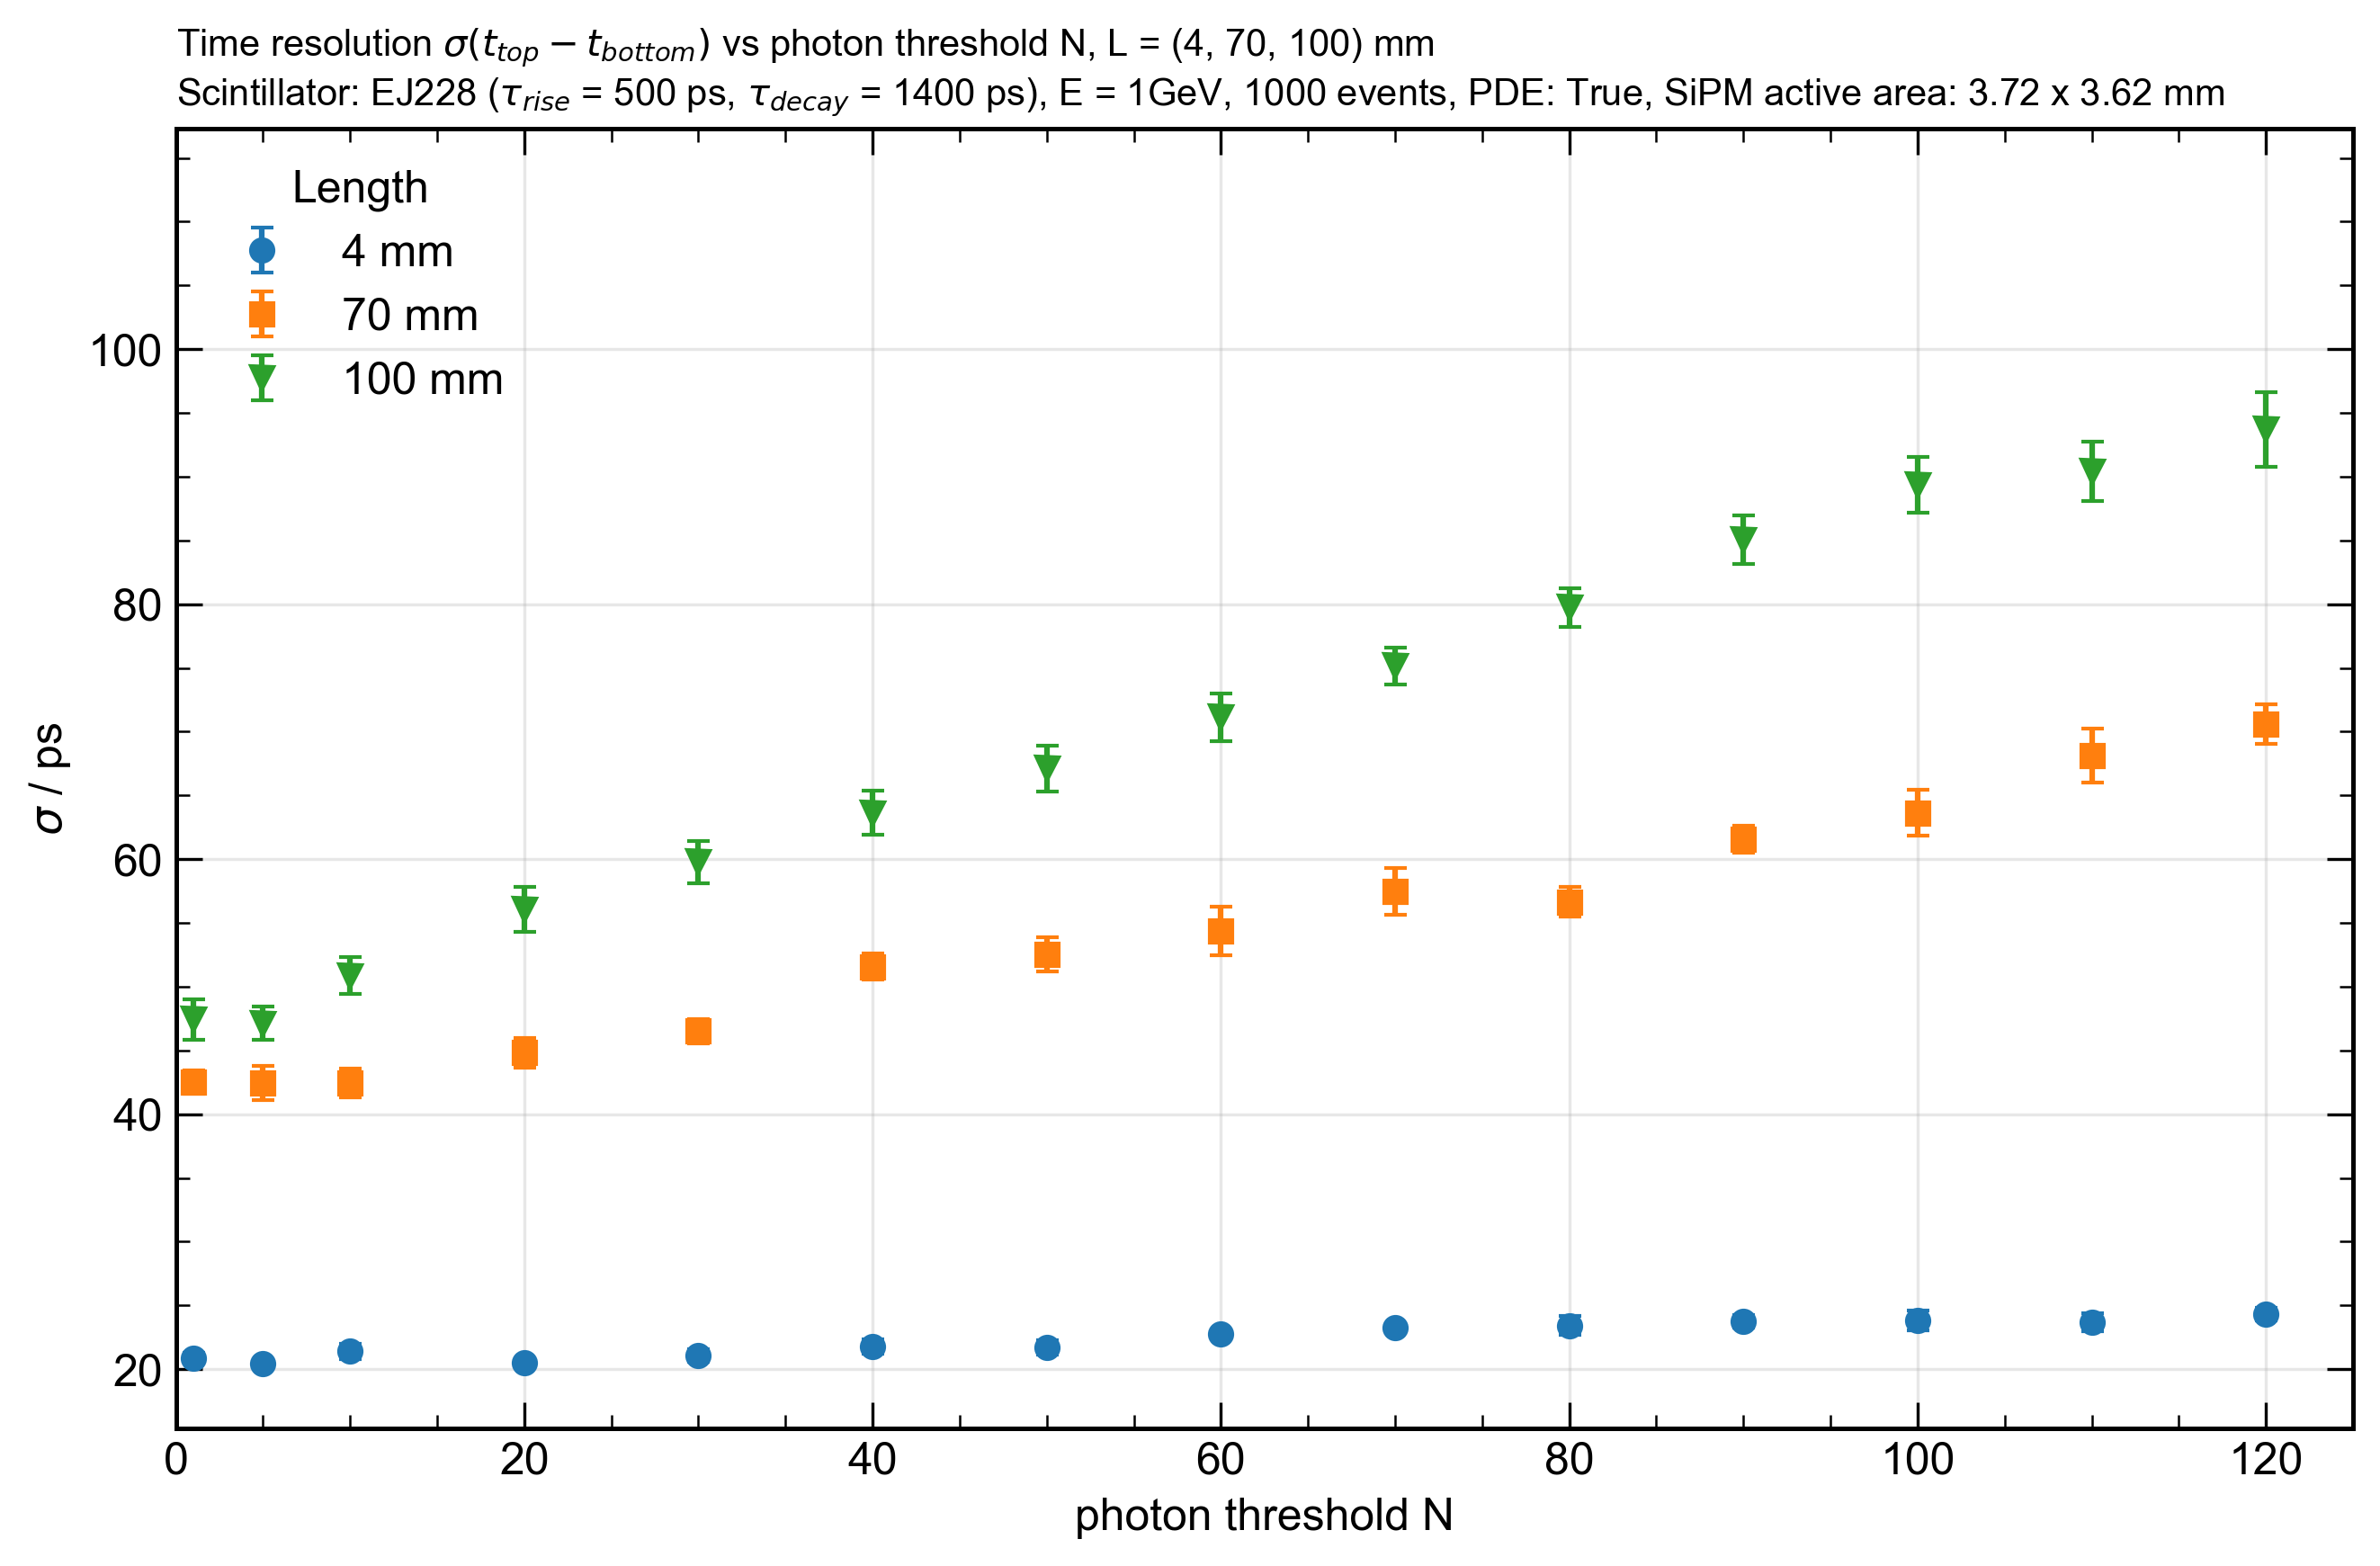 Time resolution σ(t_top − t_bottom) vs photon threshold N, L = (4, 70, 100) mm
Scintillator: EJ228 (τ_rise = 500 ps, τ_decay = 1400 ps), E = 1GeV, 1000 events, PDE: True, SiPM active area: 3.72 x 3.62 mm
Length
4 mm
70 mm
100 mm
100
80
60
40
20
σ / ps
0 20 40 60 80 100 120
photon threshold N